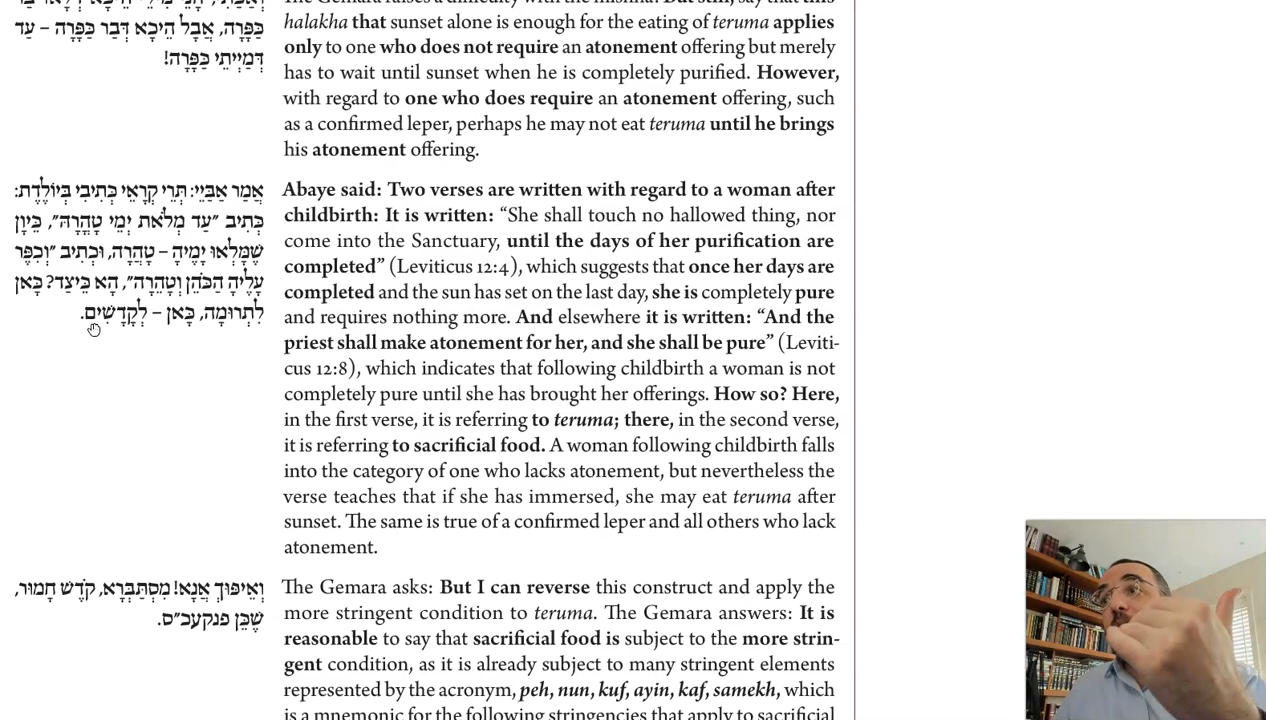 כַּפָּרָה, אֲבָל הֵיכָא דְּבַר כַּפָּרָה – עַד
דְּמַיְיתֵי כַּפָּרָה!
halakha that sunset alone is enough for the eating of teruma applies
only to one who does not require an atonement offering but merely
has to wait until sunset when he is completely purified. However,
with regard to one who does require an atonement offering, such
as a confirmed leper, perhaps he may not eat teruma until he brings
his atonement offering.
אֲמַר אַבַּיֵי: תְּרֵי קְרָאֵי כְּתִיבִי בְּיוֹלֶדֶת:
כְּתִיב ״עַד מְלֹאת יְמֵי טׇהֳרָהּ״, כֵּיוָן
שֶׁמָּלְאוּ יָמֶיהָ – טָהֲרָה, וּכְתִיב ״וְכִפֶּר
עָלֶיהָ הַכֹּהֵן וְטָהֵרָה״, הָא כֵּיצַד? כָּאן
לִתְרוּמָה, כָּאן – לְקָדָשִׁים.
Abaye said: Two verses are written with regard to a woman after
childbirth: It is written: “She shall touch no hallowed thing, nor
come into the Sanctuary, until the days of her purification are
completed” (Leviticus 12:4), which suggests that once her days are
completed and the sun has set on the last day, she is completely pure
and requires nothing more. And elsewhere it is written: “And the
priest shall make atonement for her, and she shall be pure” (Leviti-
cus 12:8), which indicates that following childbirth a woman is not
completely pure until she has brought her offerings. How so? Here,
in the first verse, it is referring to teruma; there, in the second verse,
it is referring to sacrificial food. A woman following childbirth falls
into the category of one who lacks atonement, but nevertheless the
verse teaches that if she has immersed, she may eat teruma after
sunset. The same is true of a confirmed leper and all others who lack
atonement.
וְאֵיפוֹךְ אֲנָא! מִסְתַּבְּרָא, קֹדֶשׁ חָמוּר,
שֶׁכֵּן פנקעכ״ס.
The Gemara asks: But I can reverse this construct and apply the
more stringent condition to teruma. The Gemara answers: It is
reasonable to say that sacrificial food is subject to the more strin-
gent condition, as it is already subject to many stringent elements
represented by the acronym, peh, nun, kuf, ayin, kaf, samekh, which
is a mnemonic for the following stringencies that apply to sacrificial